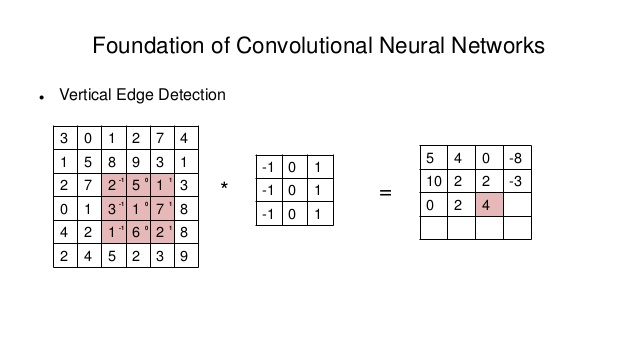 Foundation of Convolutional Neural Networks
• Vertical Edge Detection
3 0 1 2 7 4
1 5 8 9 3 1
2 7 2 -1 5 0 1 1 3
0 1 3 -1 1 0 7 1 8
4 2 1 -1 6 0 2 1 8
2 4 5 2 3 9
*
-1 0 1
-1 0 1
-1 0 1
=
5 4 0 -8
10 2 2 -3
0 2 4